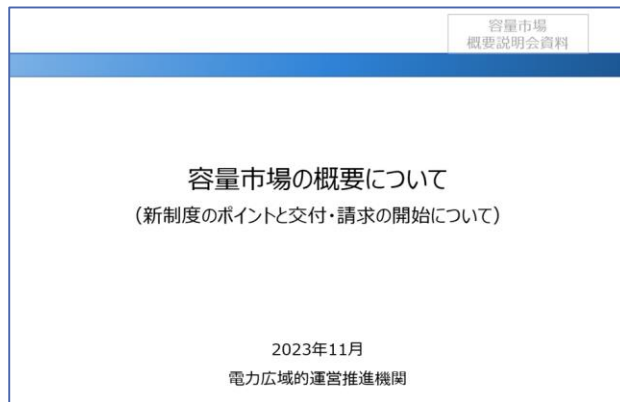 容量市場
概要説明会資料
容量市場の概要について
（新制度のポイントと交付・請求の開始について）
2023年11月
電力広域的運営推進機関